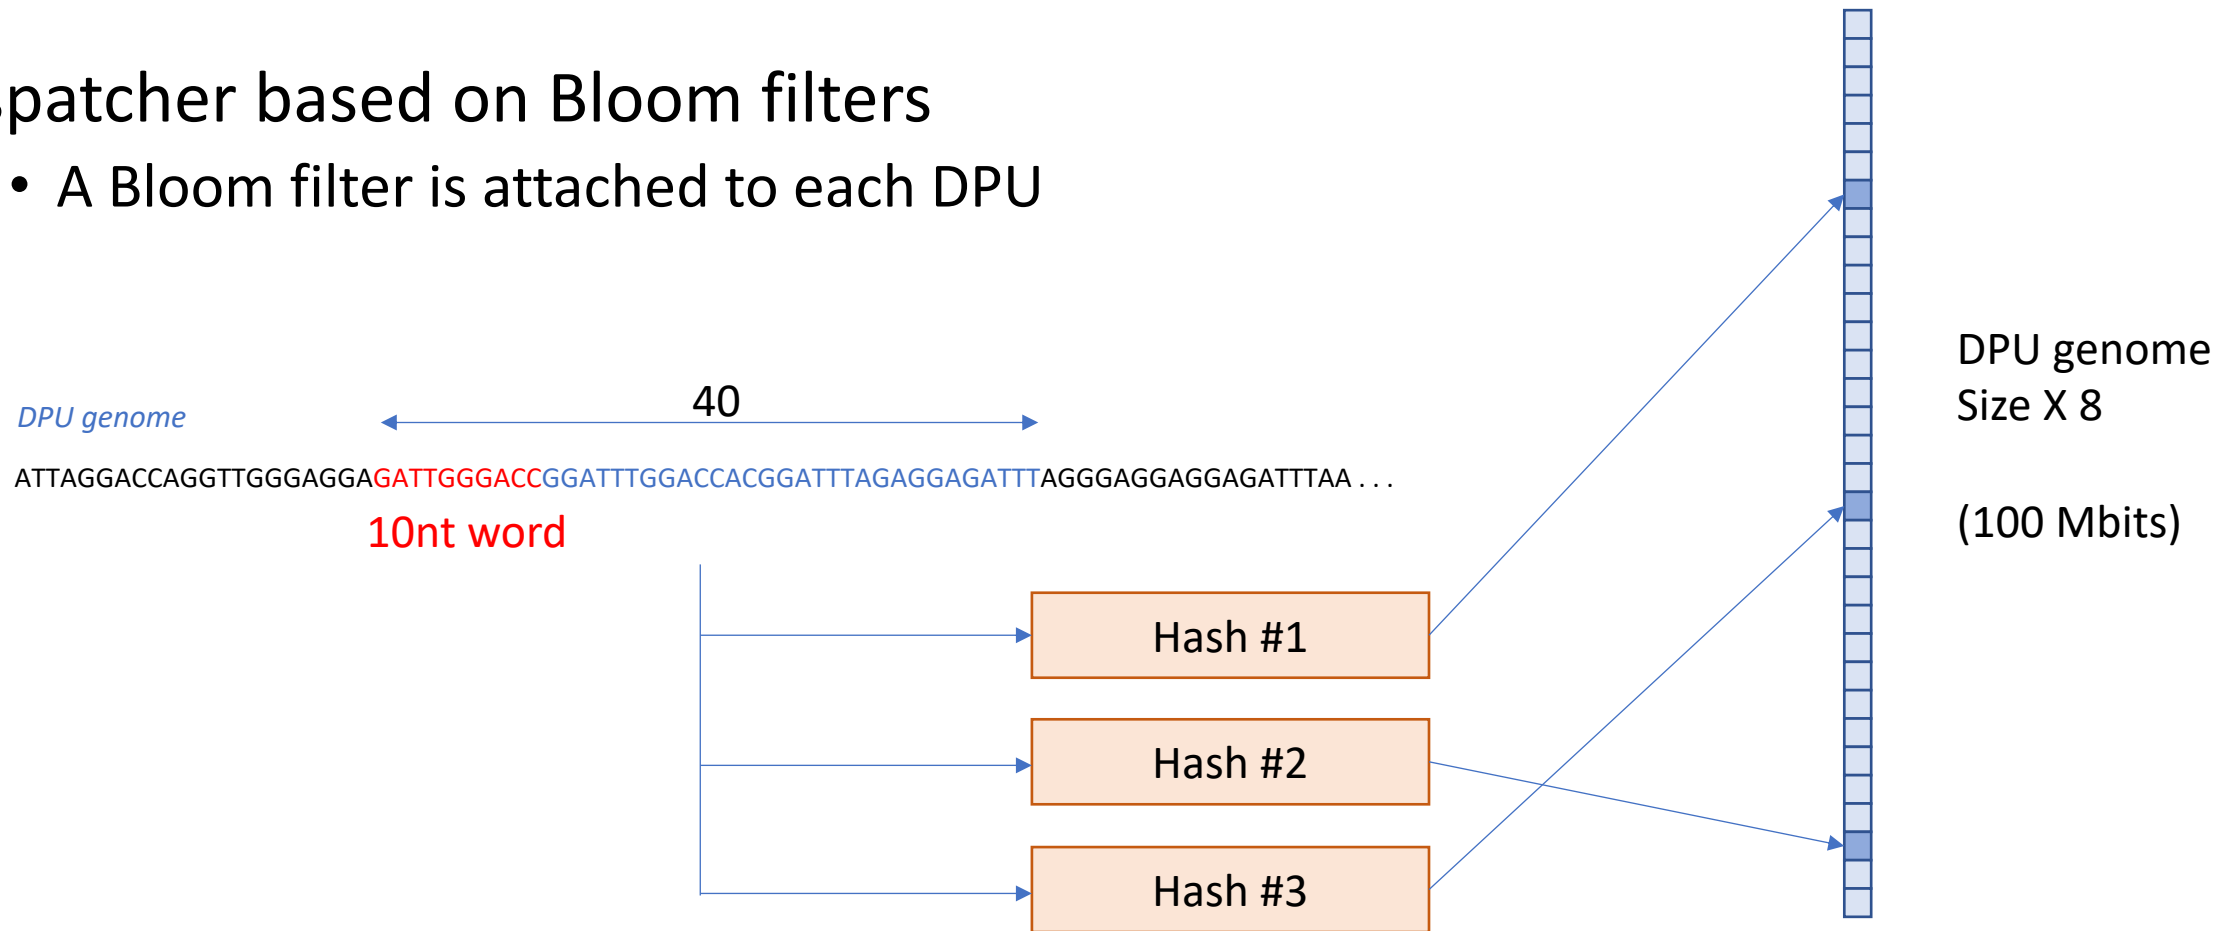 spatcher based on Bloom filters
• A Bloom filter is attached to each DPU
40
DPU genome
ATTAGGACCAGGTTGGGAGGAGATTGGGACCGGATTTGGACCACGGATTTAGAGGAGATTTAGGGAGGAGGAGATTTAA . . .
10nt word
Hash #1
Hash #2
Hash #3
DPU genome
Size X 8
(100 Mbits)